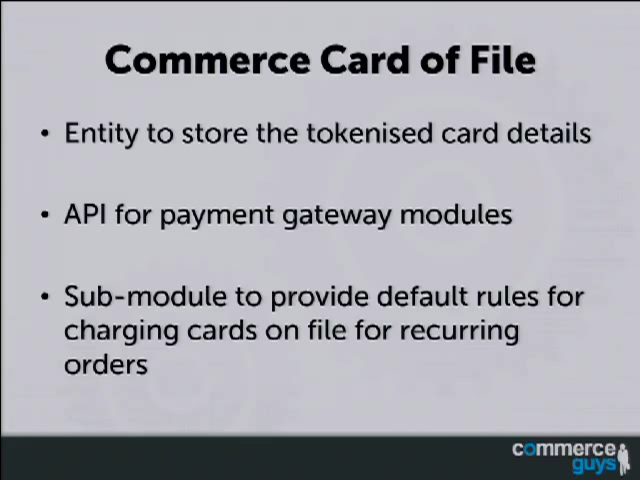 Commerce Card of File
• Entity to store the tokenised card details
• API for payment gateway modules
• Sub-module to provide default rules for
charging cards on file for recurring
orders
commerce
guys